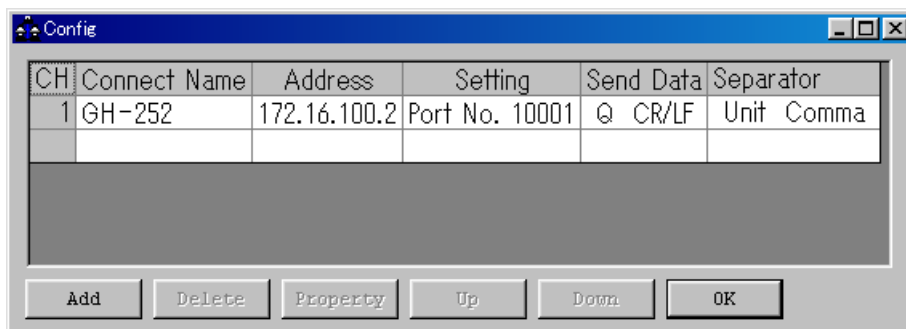 Config
CH Connect Name Address Setting Send Data Separator
1 GH-252 172.16.100.2 Port No. 10001 Q CR/LF Unit Comma
Add Delete Property Up Down OK